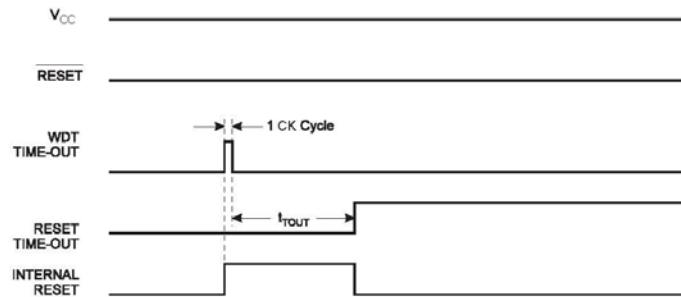 VCC
RESET
1 CK Cycle
WDT
TIME-OUT
tTOUT
RESET
TIME-OUT
INTERNAL
RESET